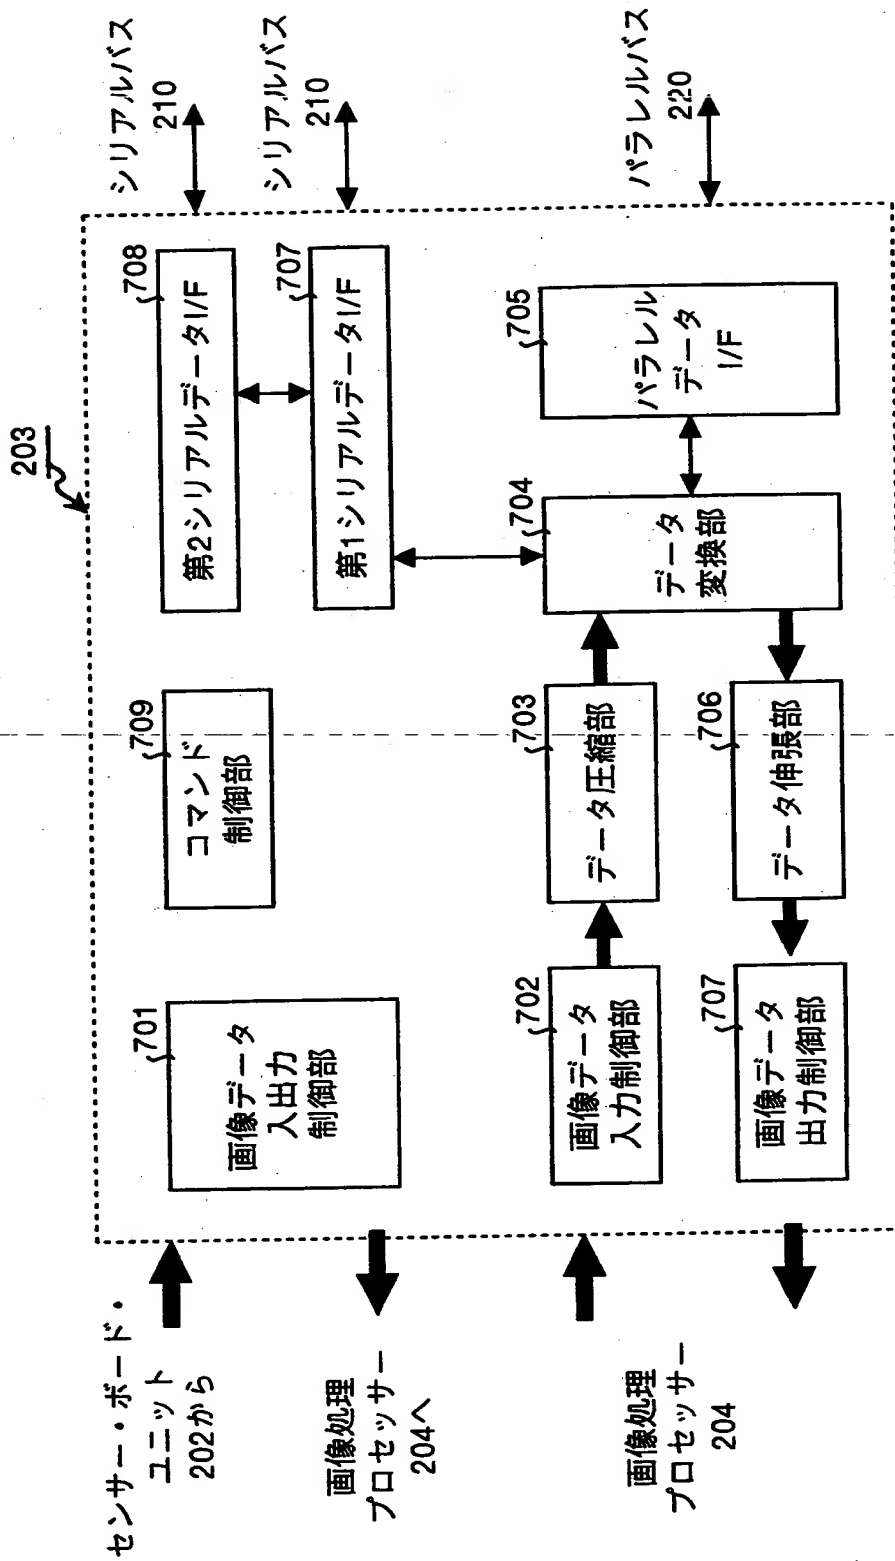 203
センサー・ボード・
ユニット
202から
画像処理
プロセッサー
204へ
画像処理
プロセッサー
204
701
画像データ
入出力
制御部
709
コマンド
制御部
708
第2シリアルデータI/F
707
第1シリアルデータI/F
702
画像データ
入力制御部
703
データ圧縮部
704
データ
変換部
705
パラレル
データ
I/F
707
画像データ
出力制御部
706
データ伸張部
シリアルバス
210
シリアルバス
210
パラレルバス
220